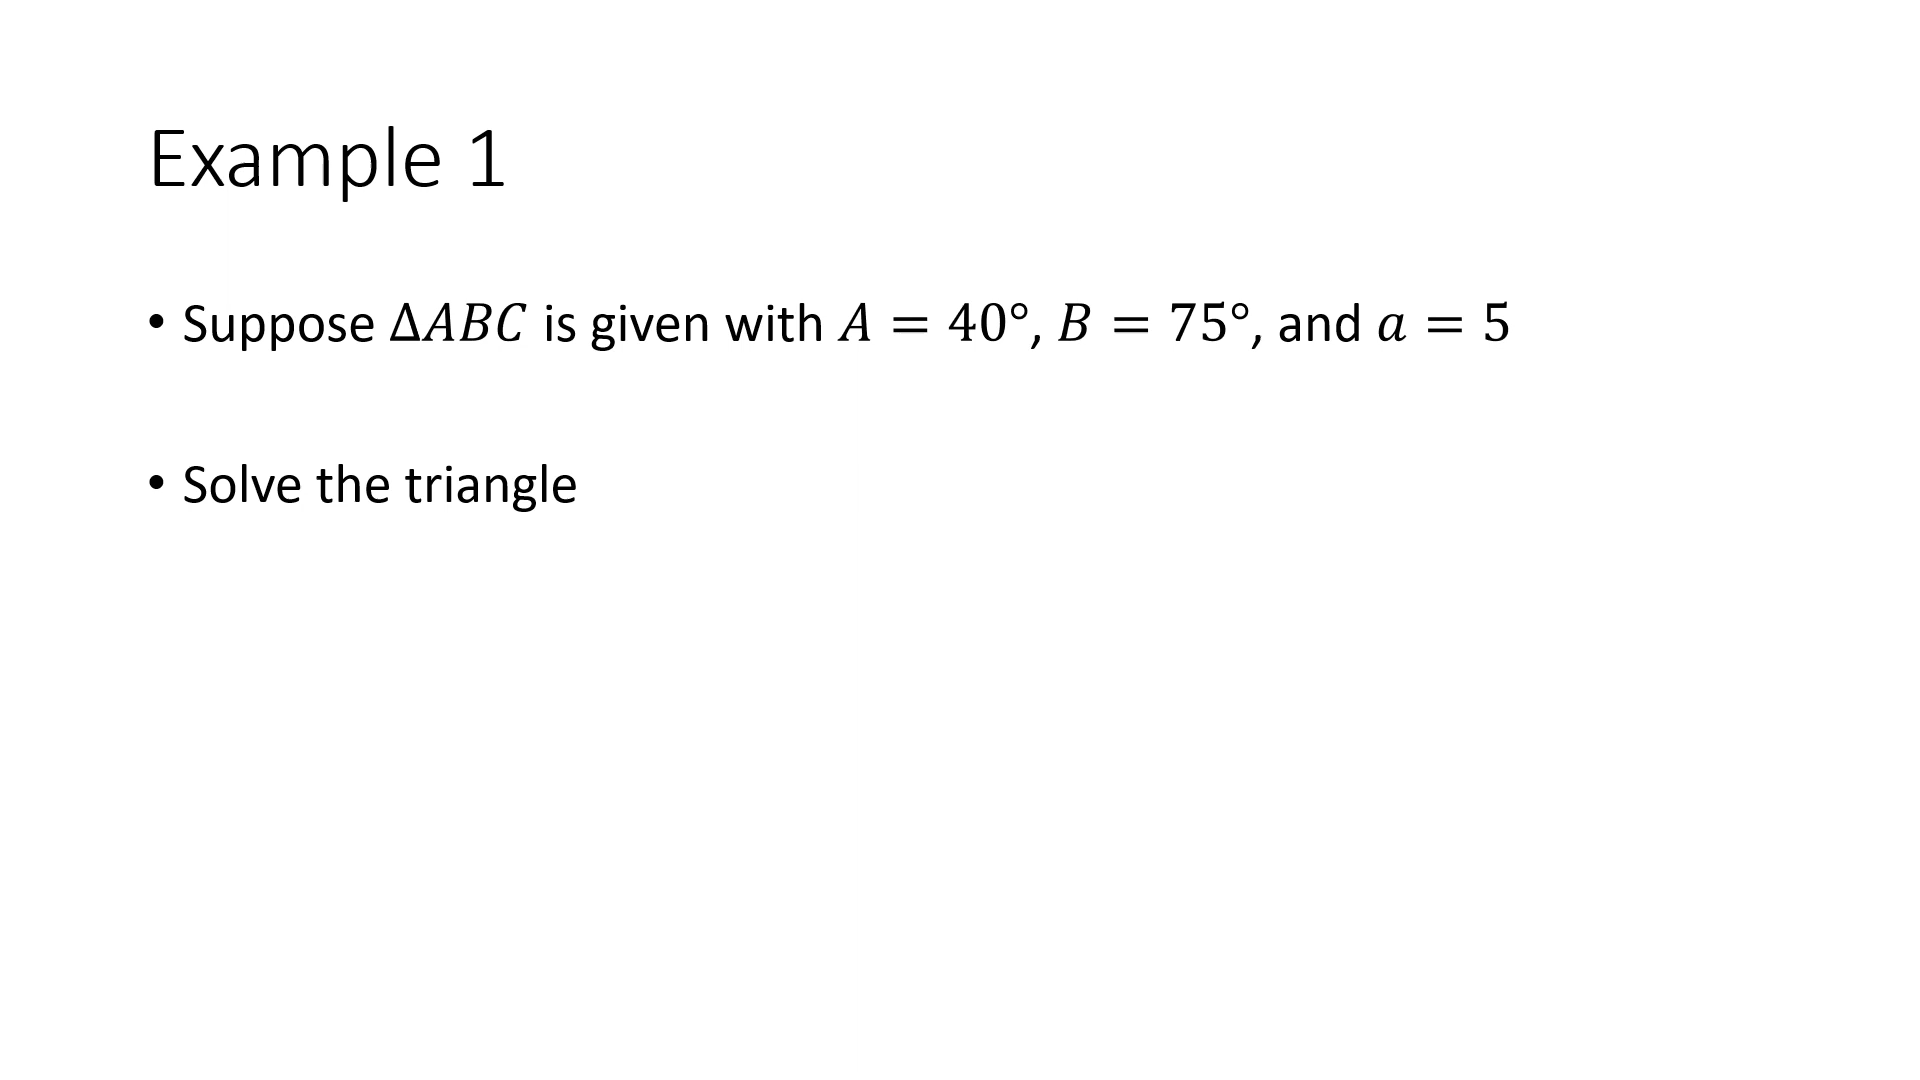 Example 1
• Suppose Δ𝐴𝐵𝐶 is given with 𝐴 = 40°, 𝐵 = 75°, and 𝑎 = 5
• Solve the triangle